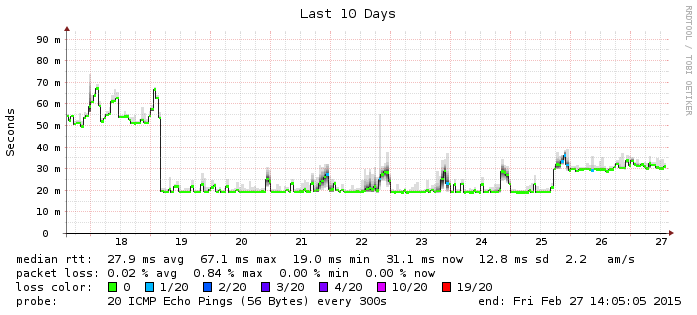 Last 10 Days
RRDTOOL / TOBI OETIKER
Seconds
90 m
80 m
70 m
60 m
50 m
40 m
30 m
20 m
10 m
0
18 19 20 21 22 23 24 25 26 27
median rtt: 27.9 ms avg 67.1 ms max 19.0 ms min 31.1 ms now 12.8 ms sd 2.2 am/s
packet loss: 0.02 % avg 0.84 % max 0.00 % min 0.00 % now
loss color: 0 1/20 2/20 3/20 4/20 10/20 19/20
probe: 20 ICMP Echo Pings (56 Bytes) every 300s end: Fri Feb 27 14:05:05 2015